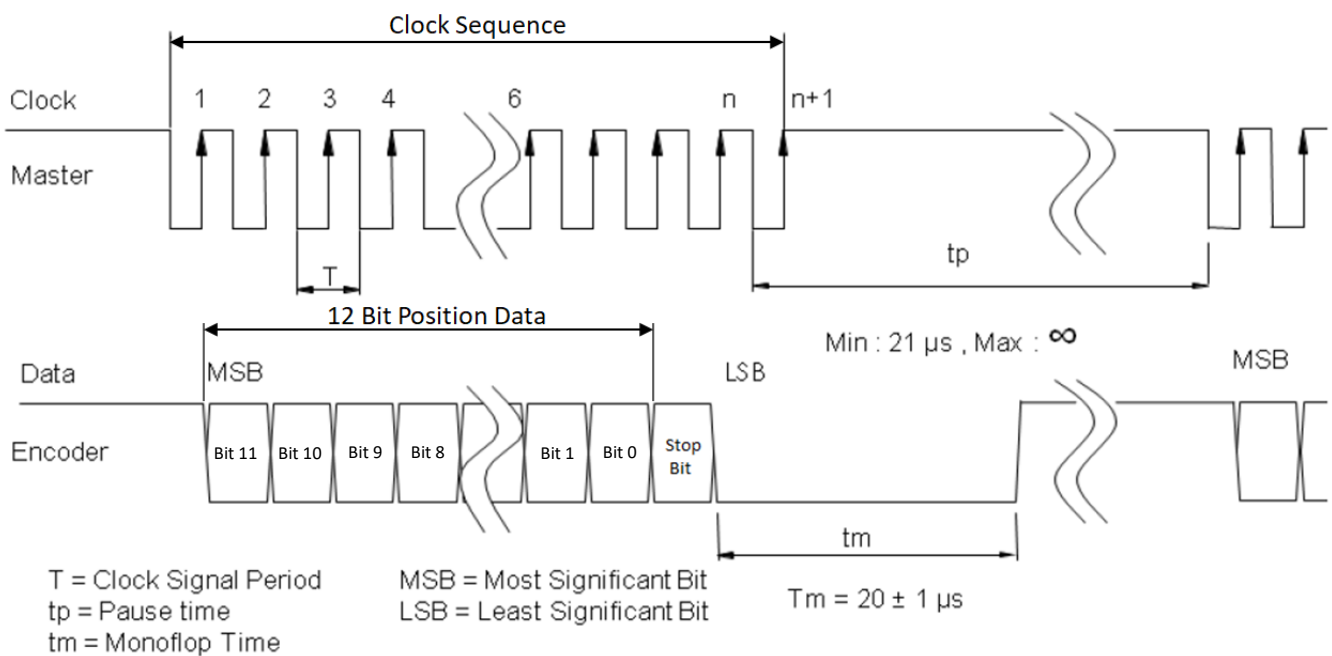 Clock Sequence
Clock 1 2 3 4 6 n n+1
Master
T
tp
12 Bit Position Data
Min : 21 µs , Max : ∞
Data MSB LSB MSB
Encoder Bit 11 Bit 10 Bit 9 Bit 8 Bit 1 Bit 0 Stop Bit
tm
T = Clock Signal Period MSB = Most Significant Bit
tp = Pause time LSB = Least Significant Bit
Tm = 20 ± 1 µs
tm = Monoflop Time